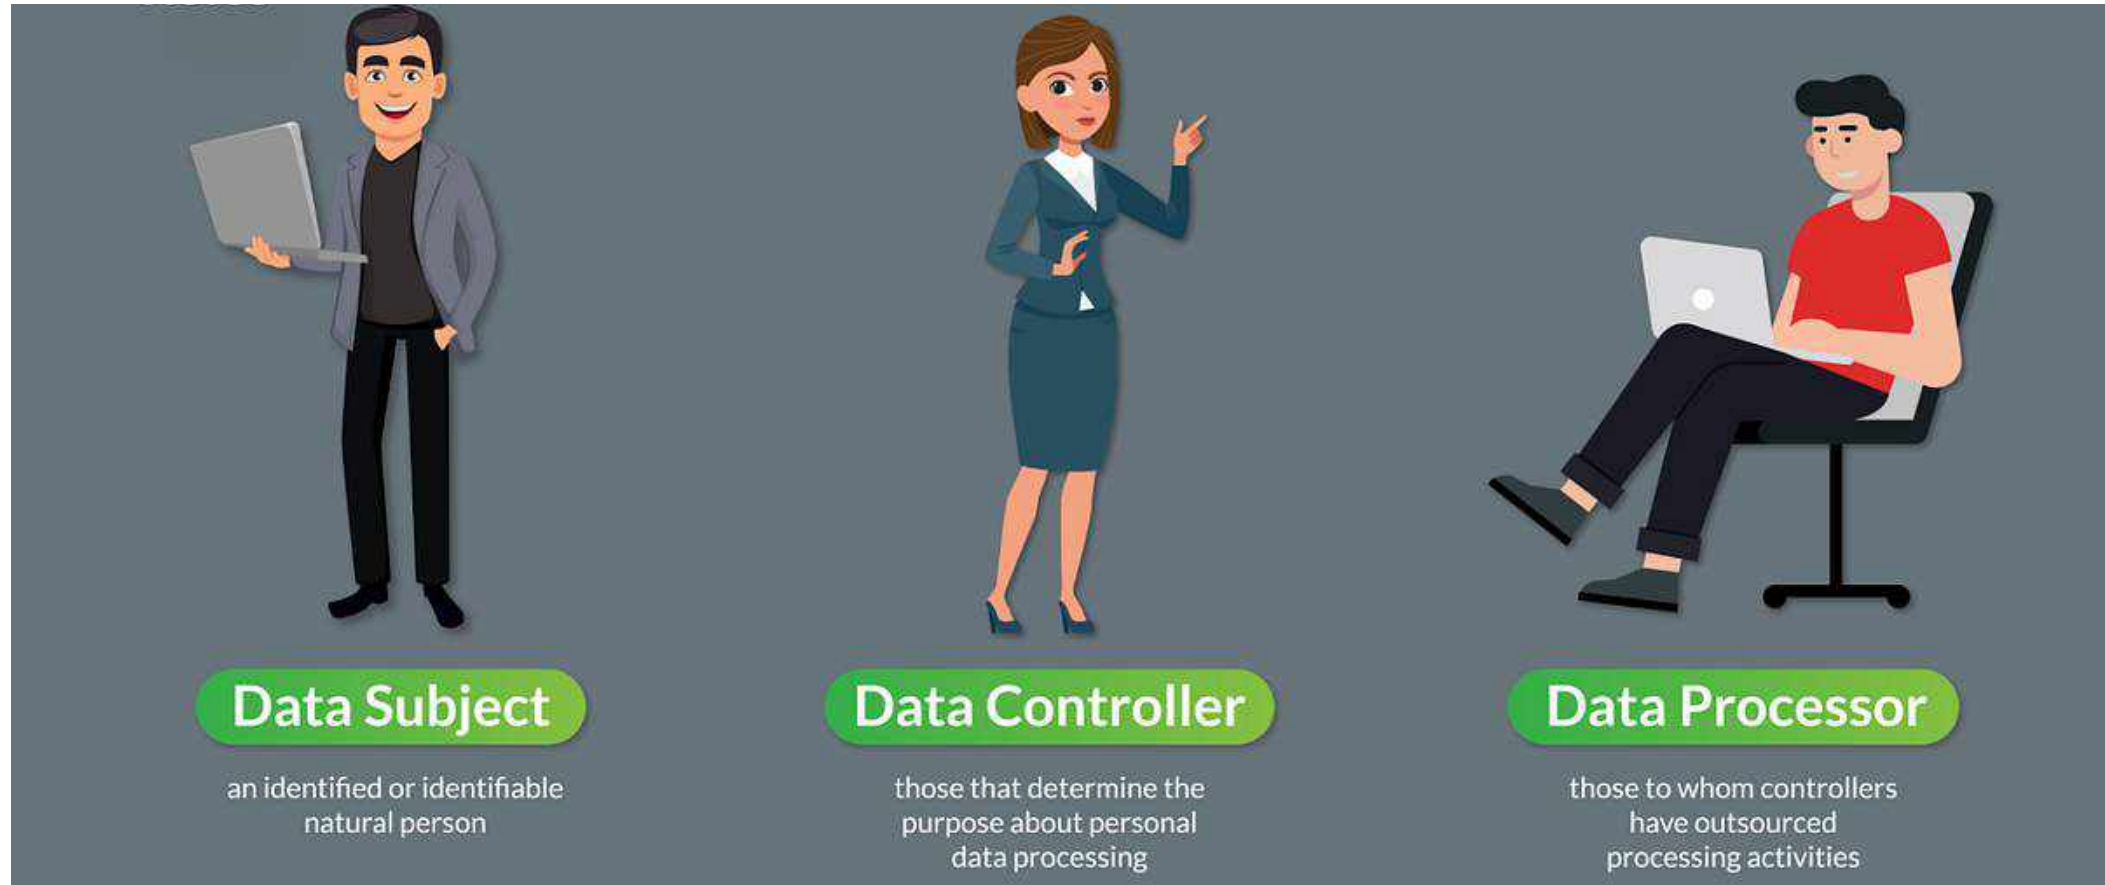 Data Subject
an identified or identifiable
natural person
Data Controller
those that determine the
purpose about personal
data processing
Data Processor
those to whom controllers
have outsourced
processing activities